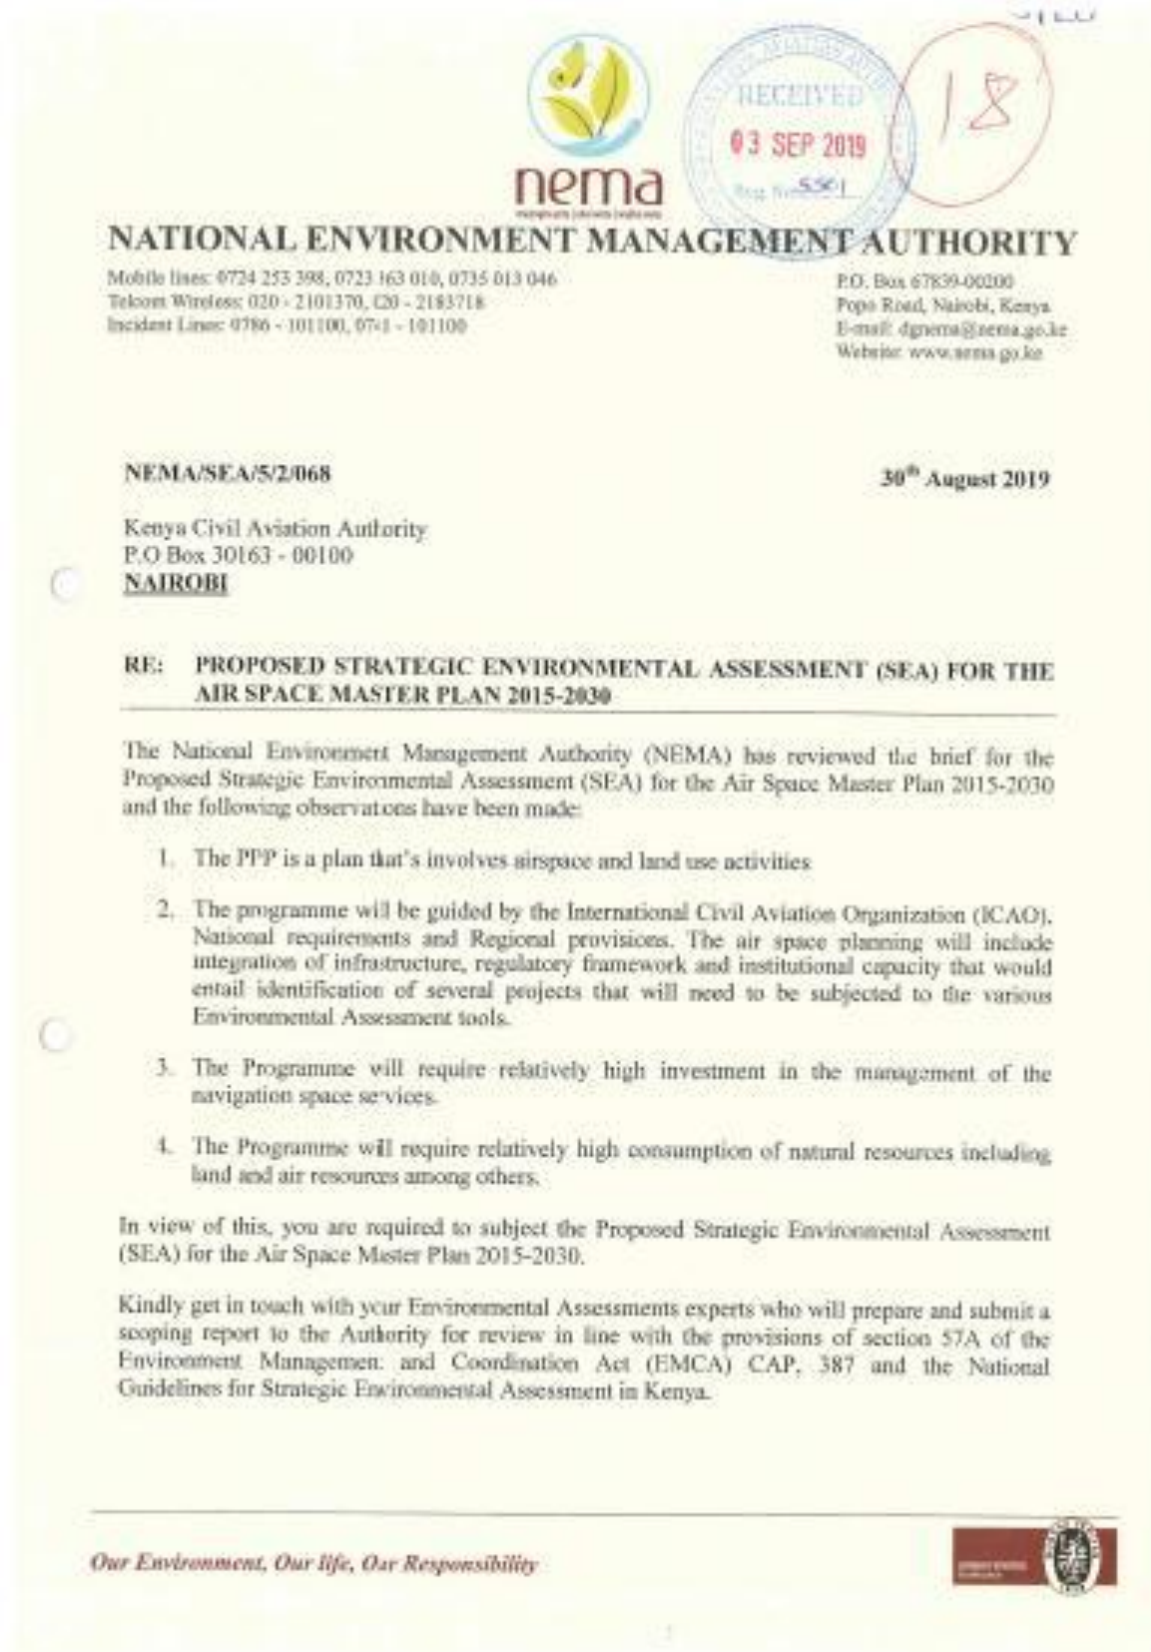 18
RECEIVED
03 SEP 2019
5501
nema
NATIONAL ENVIRONMENT MANAGEMENT AUTHORITY
Mobile lines: 0724 253 398, 0723 363 010, 0735 013 046
Telkom Wireless: 020 - 2101370, 020 - 2183718
Incident Lines: 0786 - 101100, 0741 - 101100
P.O. Box 67839-00200
Popo Road, Nairobi, Kenya
E-mail: dgnema@nema.go.ke
Website: www.nema.go.ke
NEMA/SEA/5/2/068
30th August 2019
Kenya Civil Aviation Authority
P.O Box 30163 - 00100
NAIROBI
RE: PROPOSED STRATEGIC ENVIRONMENTAL ASSESSMENT (SEA) FOR THE
AIR SPACE MASTER PLAN 2015-2030
The National Environment Management Authority (NEMA) has reviewed the brief for the
Proposed Strategic Environmental Assessment (SEA) for the Air Space Master Plan 2015-2030
and the following observations have been made:
1. The PPP is a plan that's involves airspace and land use activities
2. The programme will be guided by the International Civil Aviation Organization (ICAO),
National requirements and Regional provisions. The air space planning will include
integration of infrastructure, regulatory framework and institutional capacity that would
entail identification of several projects that will need to be subjected to the various
Environmental Assessment tools.
3. The Programme will require relatively high investment in the management of the
navigation space services.
4. The Programme will require relatively high consumption of natural resources including
land and air resources among others.
In view of this, you are required to subject the Proposed Strategic Environmental Assessment
(SEA) for the Air Space Master Plan 2015-2030.
Kindly get in touch with your Environmental Assessments experts who will prepare and submit a
scoping report to the Authority for review in line with the provisions of section 57A of the
Environment Management and Coordination Act (EMCA) CAP, 387 and the National
Guidelines for Strategic Environmental Assessment in Kenya.
Our Environment, Our life, Our Responsibility